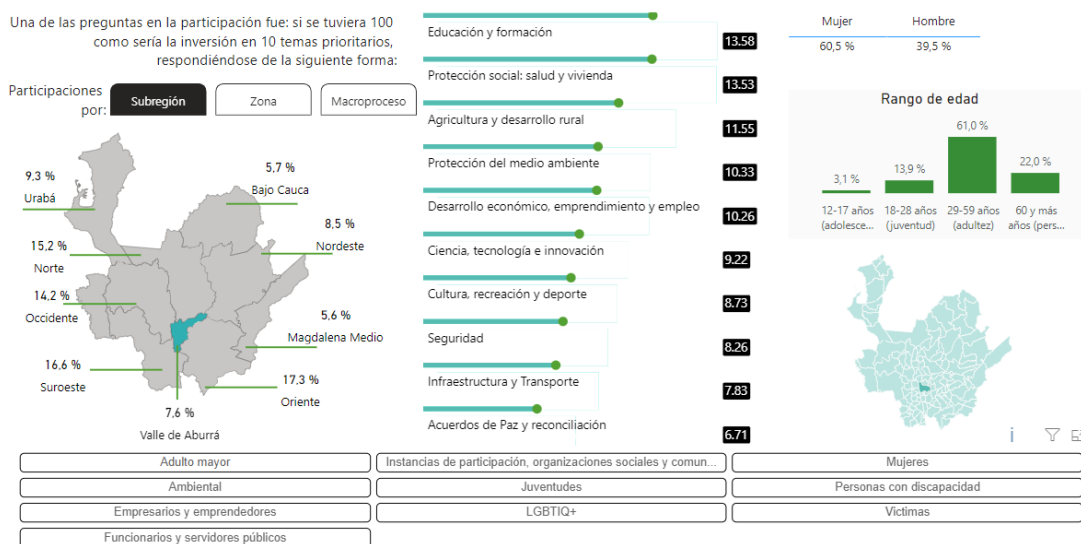 Una de las preguntas en la participación fue: si se tuviera 100
como sería la inversión en 10 temas prioritarios,
respondiéndose de la siguiente forma:
Participaciones
por:
Subregión
Zona
Macroproceso
9.3 %
Urabá
5,7 %
Bajo Cauca
8,5 %
Nordeste
15,2 %
Norte
14,2 %
Occidente
5,6 %
Magdalena Medio
16,6 %
Suroeste
17,3 %
Oriente
7,6 %
Valle de Aburrá
Educación y formación
13.58
Protección social: salud y vivienda
13.53
Agricultura y desarrollo rural
11.55
Protección del medio ambiente
10.33
Desarrollo económico, emprendimiento y empleo
10.26
Ciencia, tecnología e innovación
9.22
Cultura, recreación y deporte
8.73
Seguridad
8.26
Infraestructura y Transporte
7.83
Acuerdos de Paz y reconciliación
6.71
Mujer Hombre
60,5 % 39,5 %
Rango de edad
61,0 %
22,0 %
13,9 %
3,1 %
12-17 años 18-28 años 29-59 años 60 y más
(adolesce... (juventud) (adultez) años (pers...
Adulto mayor
Instancias de participación, organizaciones sociales y comun...
Mujeres
Ambiental
Juventudes
Personas con discapacidad
Empresarios y emprendedores
LGBTIQ+
Victimas
Funcionarios y servidores públicos